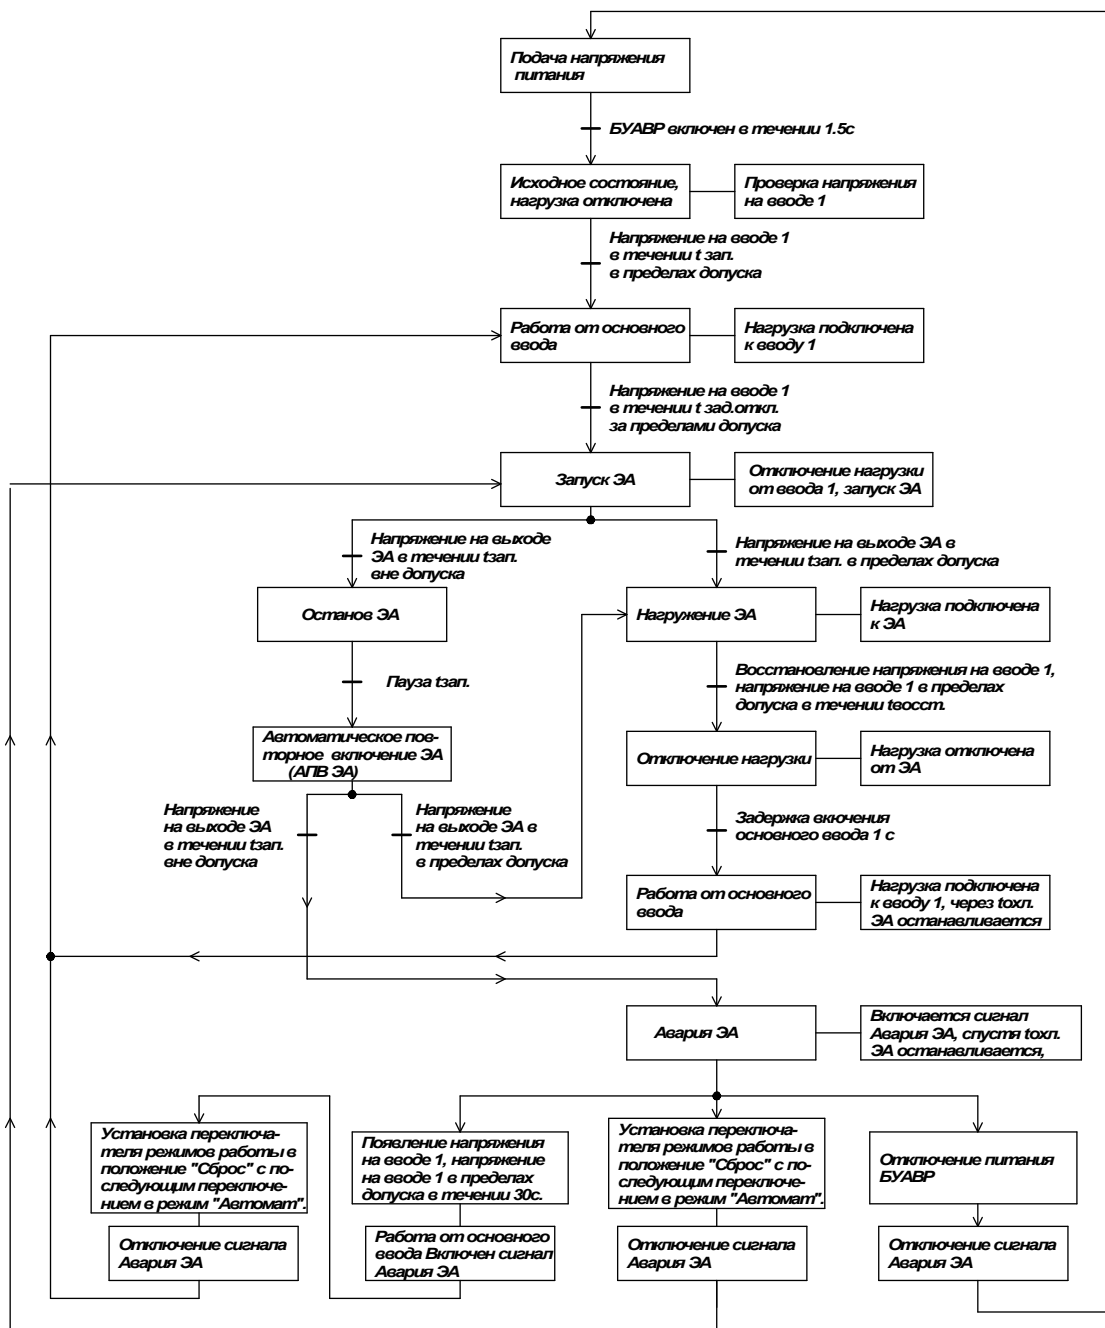 Подача напряжения
питания
БУАВР включен в течении 1.5с
Исходное состояние,
нагрузка отключена
Проверка напряжения
на вводе 1
Напряжение на вводе 1
в течении t зап.
в пределах допуска
Работа от основного
ввода
Нагрузка подключена
к вводу 1
Напряжение на вводе 1
в течении t зад.откл.
за пределами допуска
Запуск ЭА
Отключение нагрузки
от ввода 1, запуск ЭА
Напряжение на выходе
ЭА в течении tзап.
вне допуска
Напряжение на выходе ЭА в
течении tзап. в пределах допуска
Останов ЭА
Нагружение ЭА
Нагрузка подключена
к ЭА
Пауза tзап.
Восстановление напряжения на вводе 1,
напряжение на вводе 1 в пределах
допуска в течении tвосст.
Автоматическое пов-
торное включение ЭА
(АПВ ЭА)
Отключение нагрузки
Нагрузка отключена
от ЭА
Напряжение
на выходе ЭА
в течении tзап.
вне допуска
Напряжение
на выходе ЭА в
течении tзап.
в пределах допуска
Задержка вкючения
основного ввода 1 с
Работа от основного
ввода
Нагрузка подключена
к вводу 1, через tохл.
ЭА останавливается
Авария ЭА
Включается сигнал
Авария ЭА, спустя tохл.
ЭА останавливается,
Установка переключа-
теля режимов работы в
положение "Сброс" с по-
следующим переключе-
нием в режим "Автомат".
Появление напряжения
на вводе 1, напряжение
на вводе 1 в пределах
допуска в течении 30с.
Установка переключа-
теля режимов работы в
положение "Сброс" с по-
следующим переключе-
нием в режим "Автомат".
Отключение питания
БУАВР
Отключение сигнала
Авария ЭА
Работа от основного
ввода Включен сигнал
Авария ЭА
Отключение сигнала
Авария ЭА
Отключение сигнала
Авария ЭА